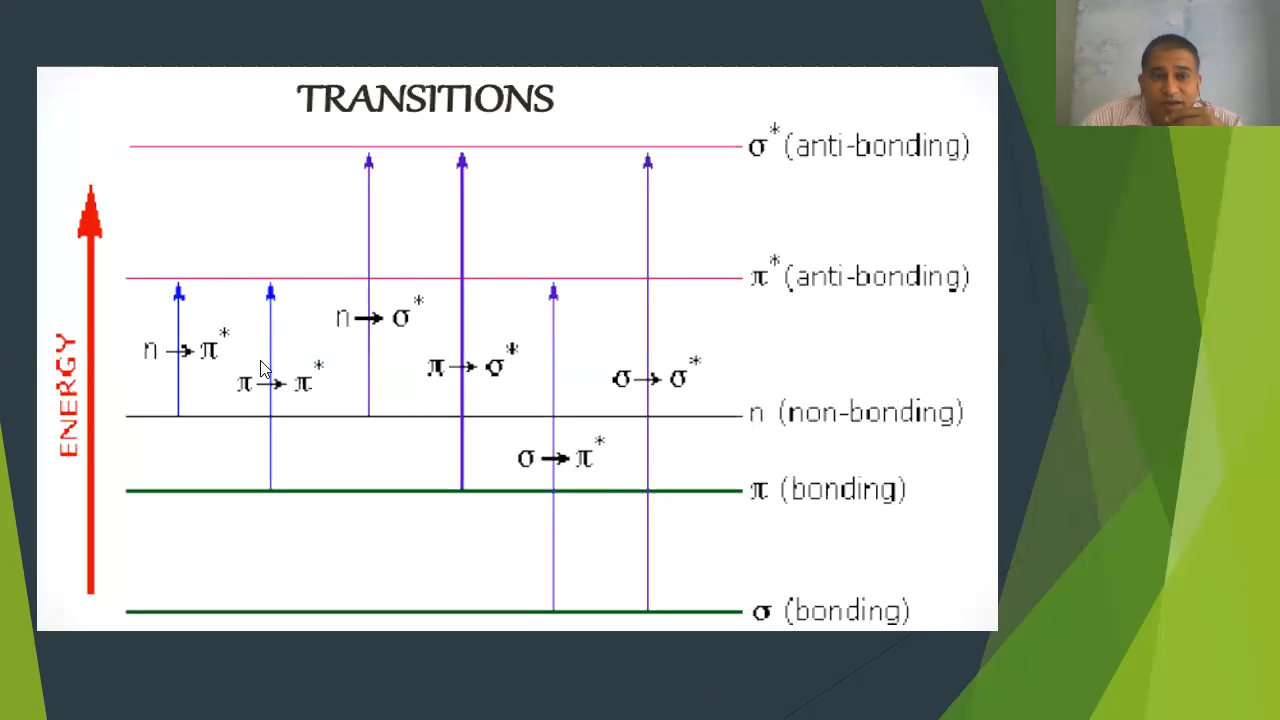 TRANSITIONS
σ* (anti-bonding)
π* (anti-bonding)
n → σ*
n → π*
π → σ*
π → π*
σ → σ*
n (non-bonding)
σ → π*
π (bonding)
σ (bonding)
ENERGY